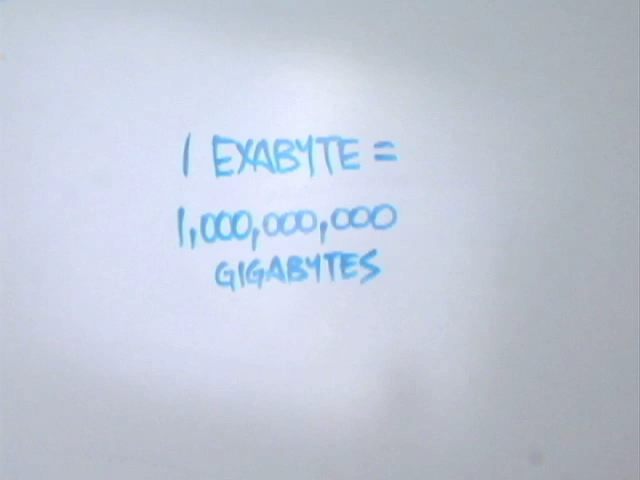 1 EXABYTE =
1,000,000,000
GIGABYTES